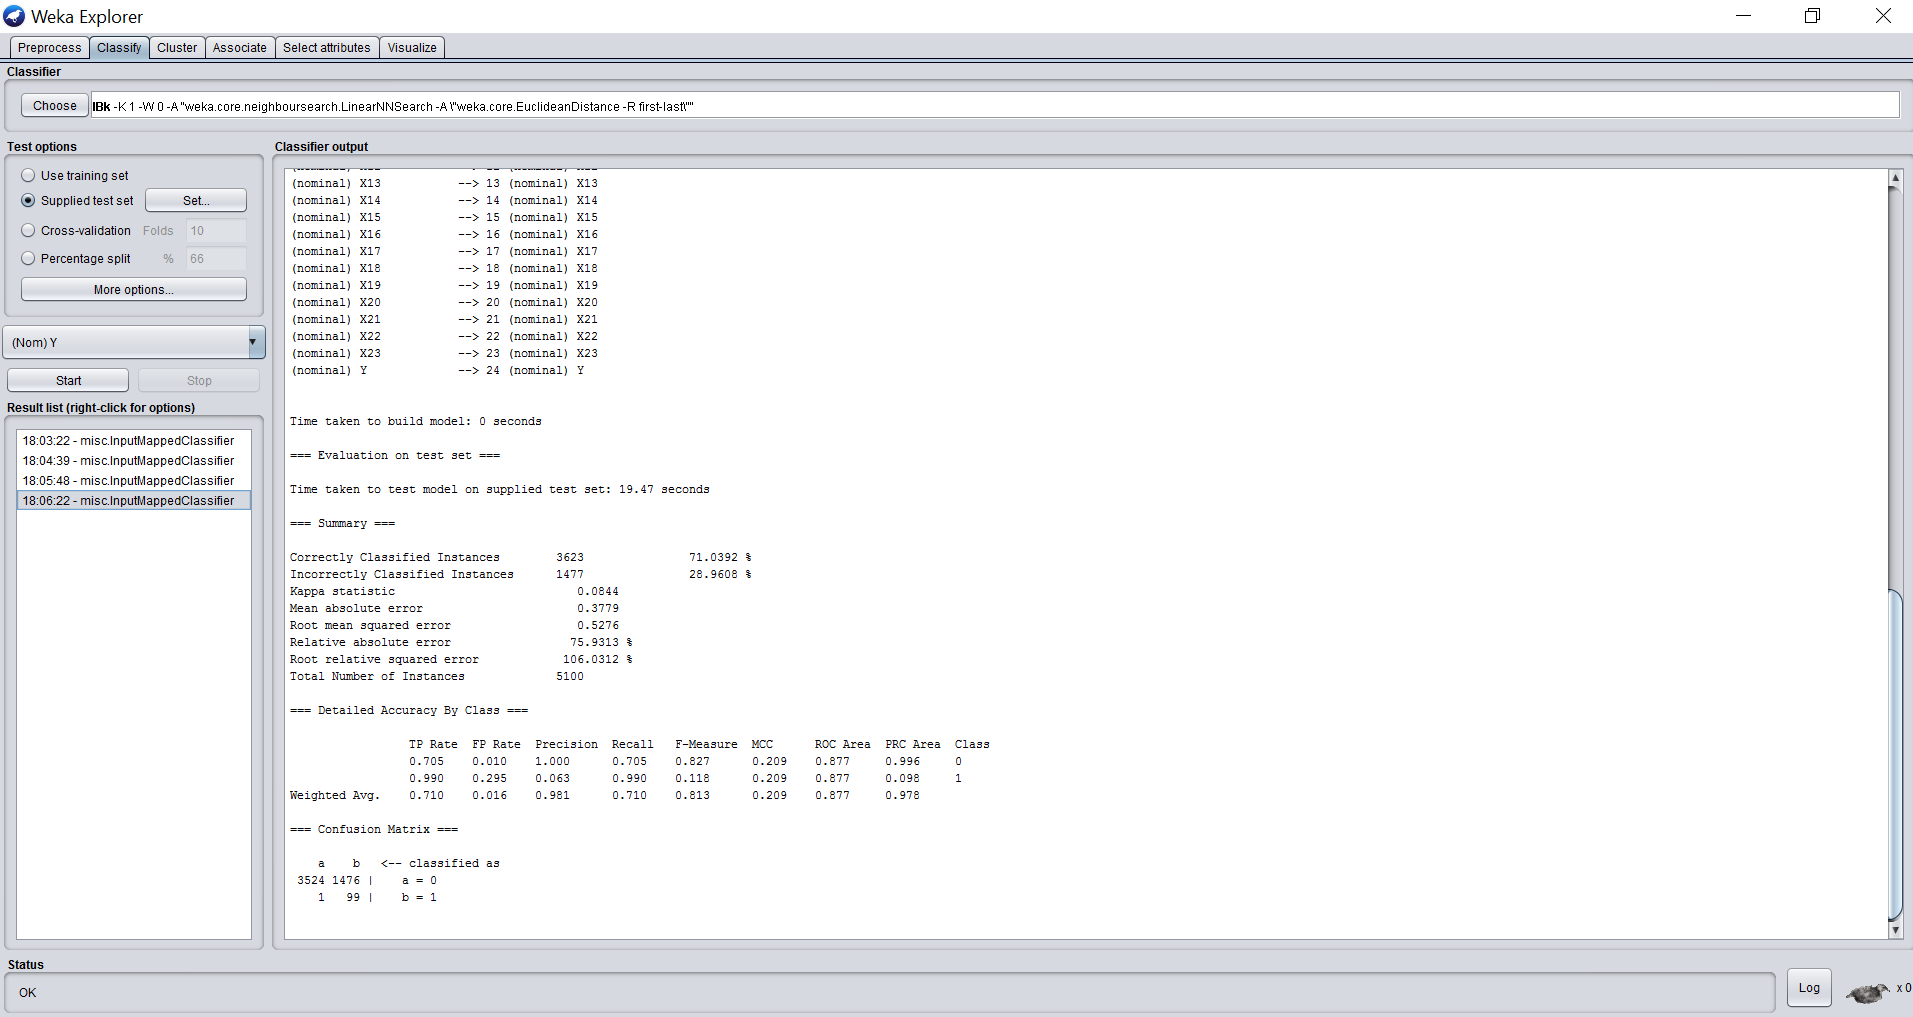 Weka Explorer
Preprocess Classify Cluster Associate Select attributes Visualize
Classifier
Choose IBk -K 1 -W 0 -A "weka.core.neighboursearch.LinearNNSearch -A \"weka.core.EuclideanDistance -R first-last\""
Test options
Use training set
Supplied test set Set...
Cross-validation Folds 10
Percentage split % 66
More options...
(Nom) Y
Start Stop
Result list (right-click for options)
18:03:22 - misc.InputMappedClassifier
18:04:39 - misc.InputMappedClassifier
18:05:48 - misc.InputMappedClassifier
18:06:22 - misc.InputMappedClassifier
Classifier output
(nominal) X13 --> 13 (nominal) X13
(nominal) X14 --> 14 (nominal) X14
(nominal) X15 --> 15 (nominal) X15
(nominal) X16 --> 16 (nominal) X16
(nominal) X17 --> 17 (nominal) X17
(nominal) X18 --> 18 (nominal) X18
(nominal) X19 --> 19 (nominal) X19
(nominal) X20 --> 20 (nominal) X20
(nominal) X21 --> 21 (nominal) X21
(nominal) X22 --> 22 (nominal) X22
(nominal) X23 --> 23 (nominal) X23
(nominal) Y --> 24 (nominal) Y
Time taken to build model: 0 seconds
=== Evaluation on test set ===
Time taken to test model on supplied test set: 19.47 seconds
=== Summary ===
Correctly Classified Instances 3623 71.0392 %
Incorrectly Classified Instances 1477 28.9608 %
Kappa statistic 0.0844
Mean absolute error 0.3779
Root mean squared error 0.5276
Relative absolute error 75.9313 %
Root relative squared error 106.0312 %
Total Number of Instances 5100
=== Detailed Accuracy By Class ===
TP Rate FP Rate Precision Recall F-Measure MCC ROC Area PRC Area Class
0.705 0.010 1.000 0.705 0.827 0.209 0.877 0.996 0
0.990 0.295 0.063 0.990 0.118 0.209 0.877 0.098 1
Weighted Avg. 0.710 0.016 0.981 0.710 0.813 0.209 0.877 0.978
=== Confusion Matrix ===
a b <-- classified as
3524 1476 | a = 0
1 99 | b = 1
Status
OK
Log x 0